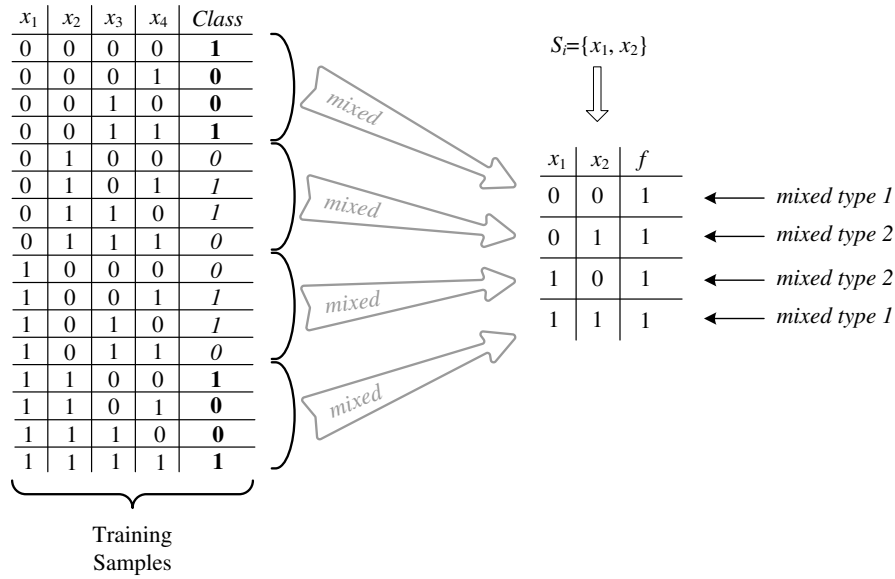 x1 x2 x3 x4 Class
0 0 0 0 1
0 0 0 1 0
0 0 1 0 0
0 0 1 1 1
0 1 0 0 0
0 1 0 1 1
0 1 1 0 1
0 1 1 1 0
1 0 0 0 0
1 0 0 1 1
1 0 1 0 1
1 0 1 1 0
1 1 0 0 1
1 1 0 1 0
1 1 1 0 0
1 1 1 1 1
Training
Samples
mixed
mixed
mixed
mixed
Si={x1, x2}
x1 x2 f
0 0 1 mixed type 1
0 1 1 mixed type 2
1 0 1 mixed type 2
1 1 1 mixed type 1